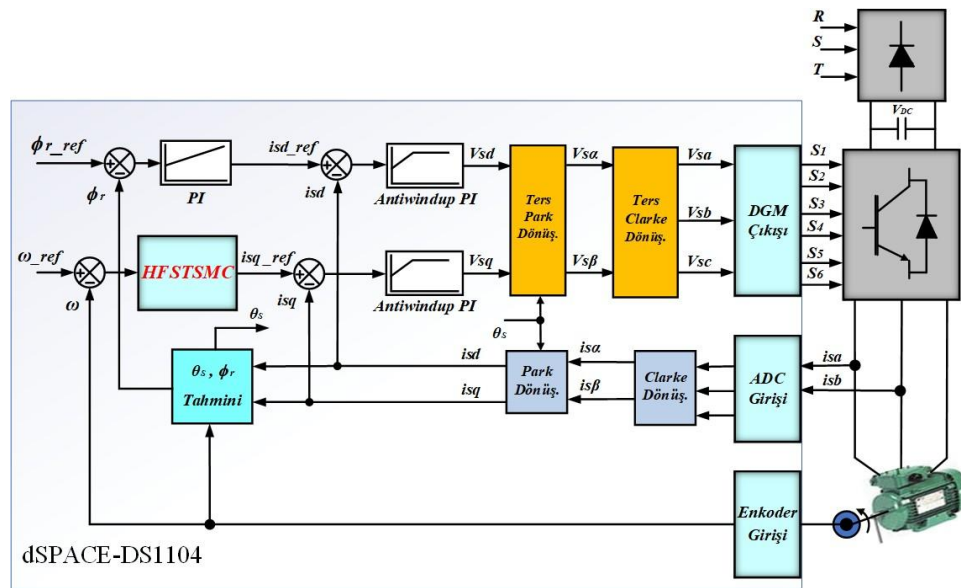 R
S
T
VDC
ϕr_ref
isd_ref
Vsd
Vsα
Vsa
S1
ϕr
PI
isd
Antiwindup PI
Ters
Park
Dönüş.
Ters
Clarke
Dönüş.
Vsb
DGM
Çıkışı
S2
S3
S4
S5
S6
ω_ref
HFSTSMC
isq_ref
Vsq
Vsβ
Vsc
ω
isq
Antiwindup PI
θs
θs
θs , ϕr
Tahmini
isd
isq
Park
Dönüş.
isα
isβ
Clarke
Dönüş.
ADC
Girişi
isa
isb
Enkoder
Girişi
dSPACE-DS1104